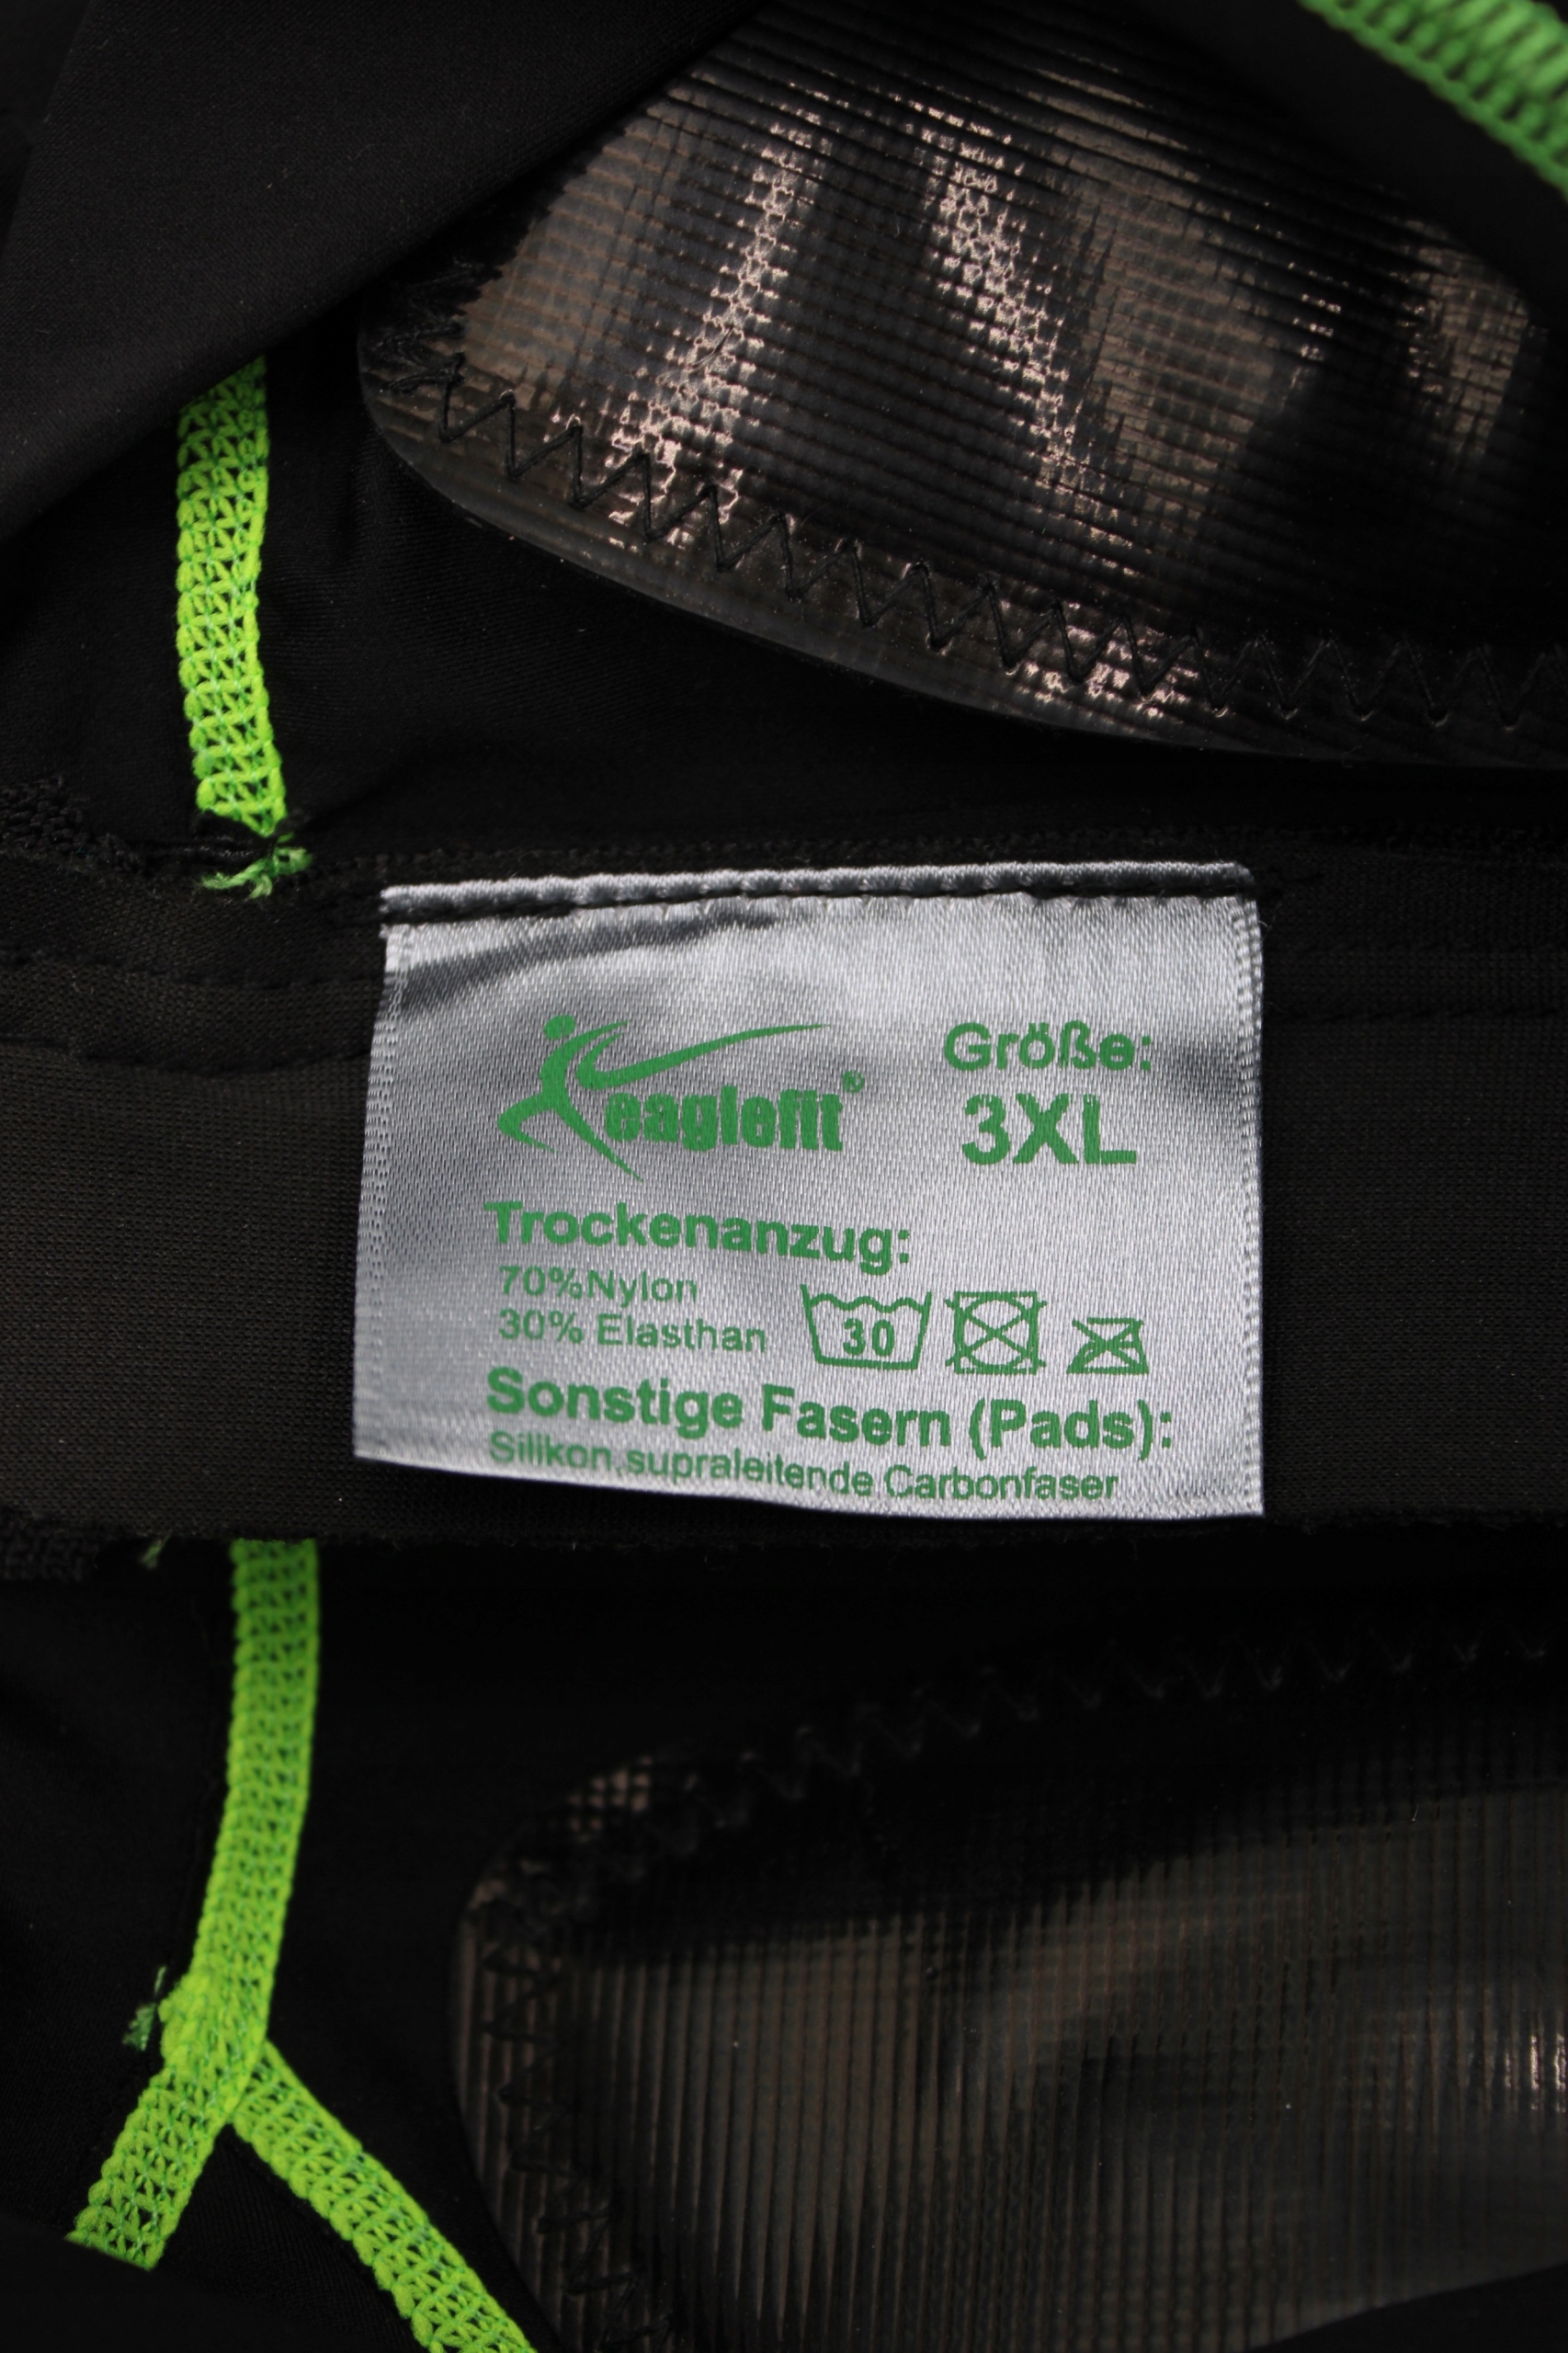 eaglefit®
Größe:
3XL
Trockenanzug:
70%Nylon
30% Elasthan
30
Sonstige Fasern (Pads):
Silikon,supraleitende Carbonfaser